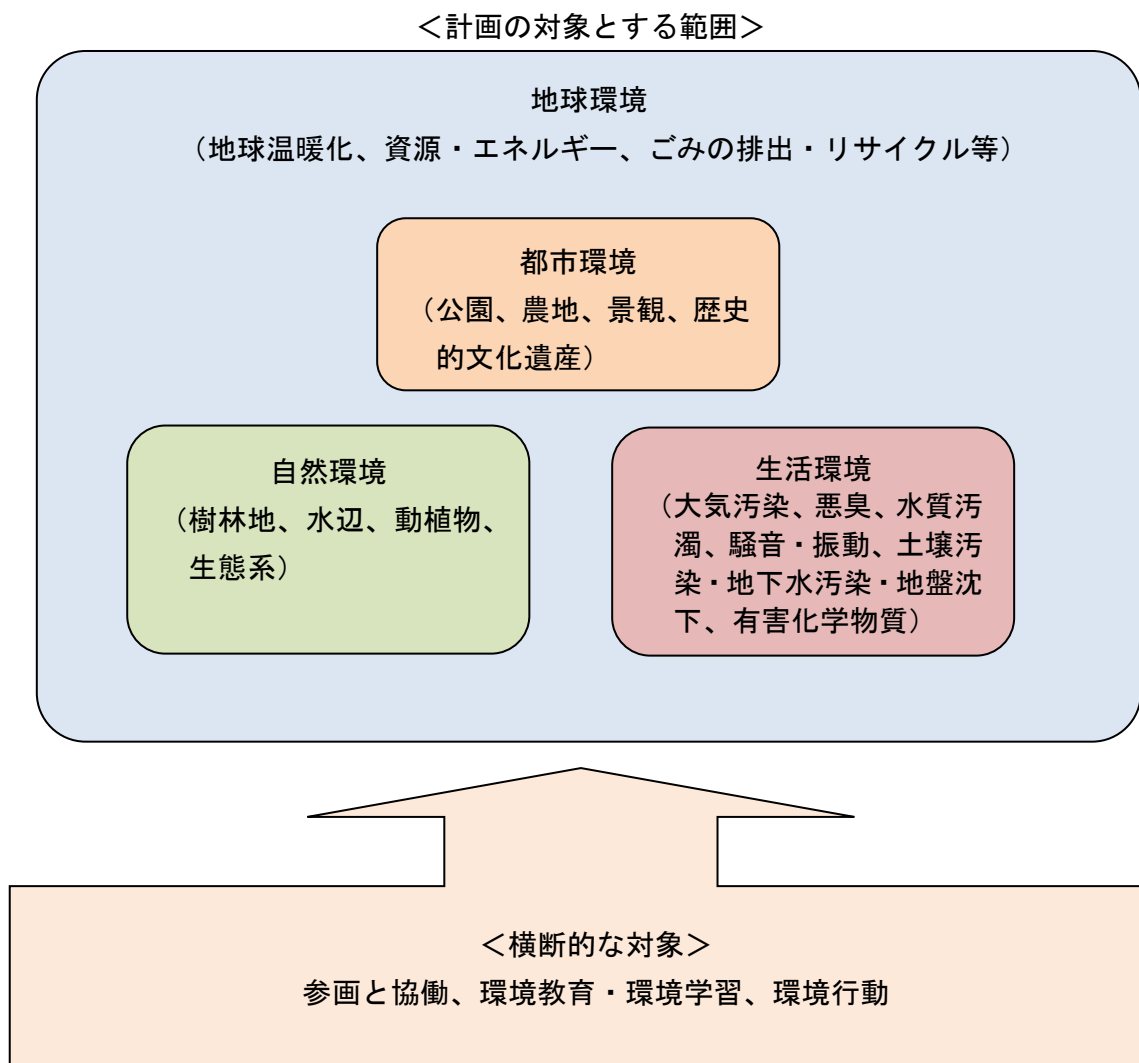 ＜計画の対象とする範囲＞
地球環境
（地球温暖化、資源・エネルギー、ごみの排出・リサイクル等）
都市環境
（公園、農地、景観、歴史
的文化遺産）
自然環境
（樹林地、水辺、動植物、
生態系）
生活環境
（大気汚染、悪臭、水質汚
濁、騒音・振動、土壌汚
染・地下水汚染・地盤沈
下、有害化学物質）
＜横断的な対象＞
参画と協働、環境教育・環境学習、環境行動